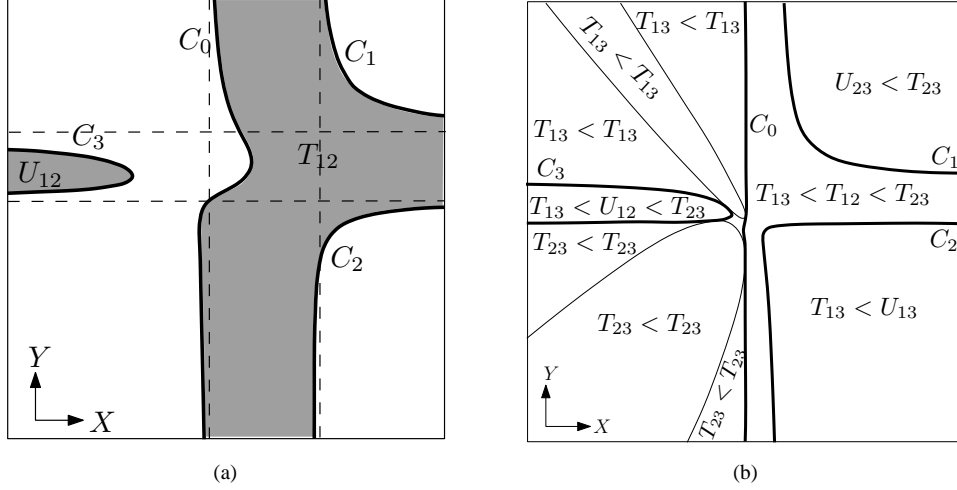 C₀
C₁
C₃
T₁₂
U₁₂
C₂
Y
X
(a)
T₁₃ < T₁₃
T₁₃ < T₁₃
U₂₃ < T₂₃
C₀
T₁₃ < T₁₃
C₁
C₃
T₁₃ < T₁₂ < T₂₃
T₁₃ < U₁₂ < T₂₃
C₂
T₂₃ < T₂₃
T₁₃ < U₁₃
T₂₃ < T₂₃
T₂₃ < T₂₃
Y
X
(b)